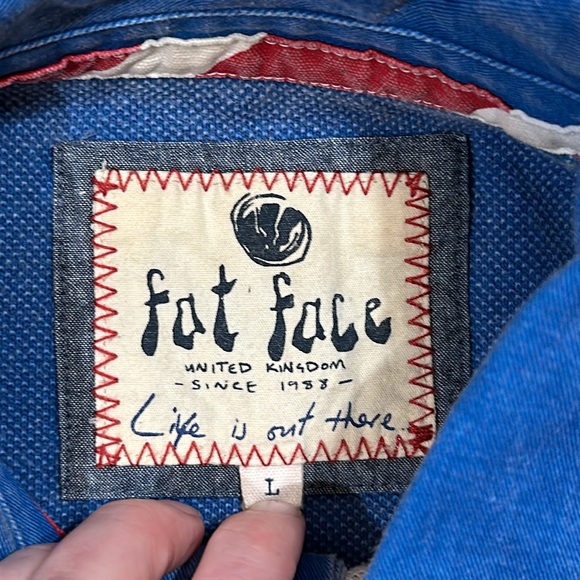 fat face
UNITED KINGDOM
- SINCE 1988 -
Life is out there...
L